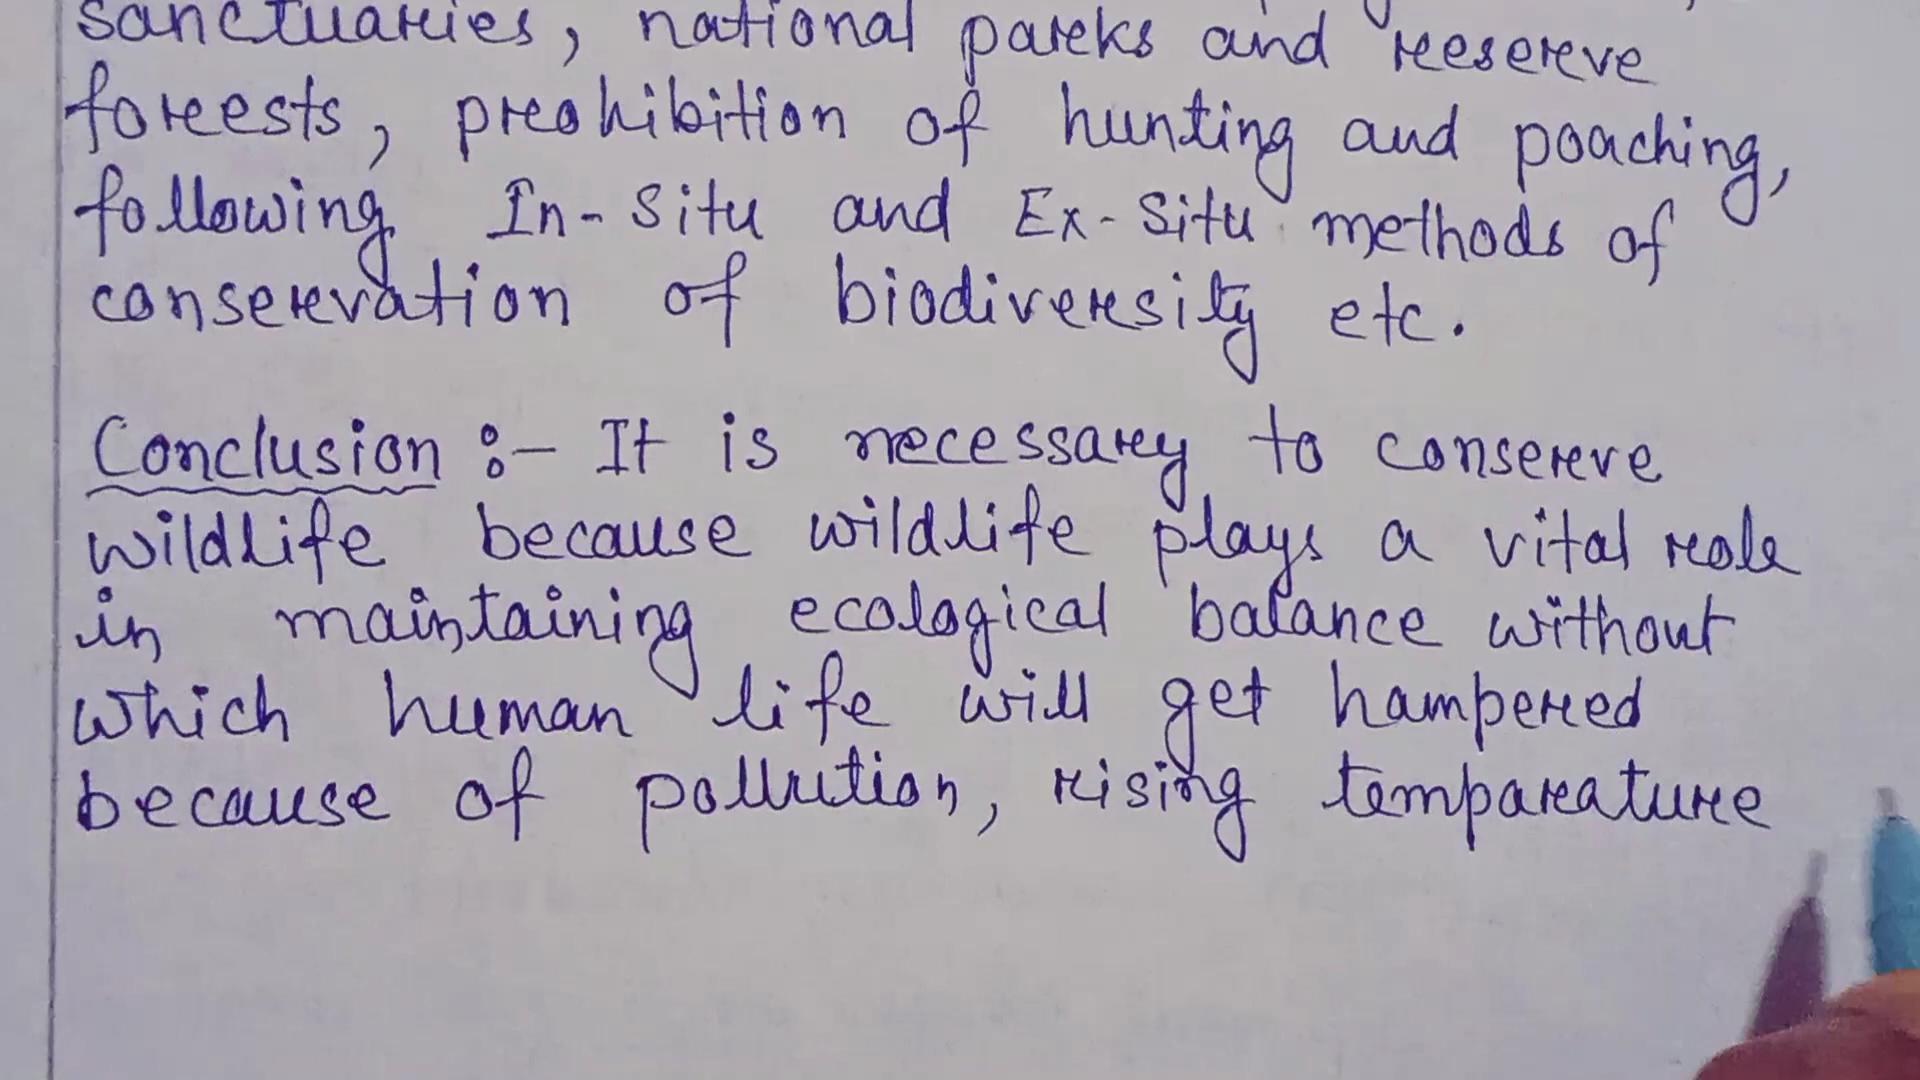 sanctuaries, national parks and reserve
forests, prohibition of hunting and poaching,
following In-Situ and Ex-Situ methods of
conservation of biodiversity etc.
Conclusion :- It is necessary to conserve
wildlife because wildlife plays a vital role
in maintaining ecological balance without
which human life will get hampered
because of pollution, rising temparature